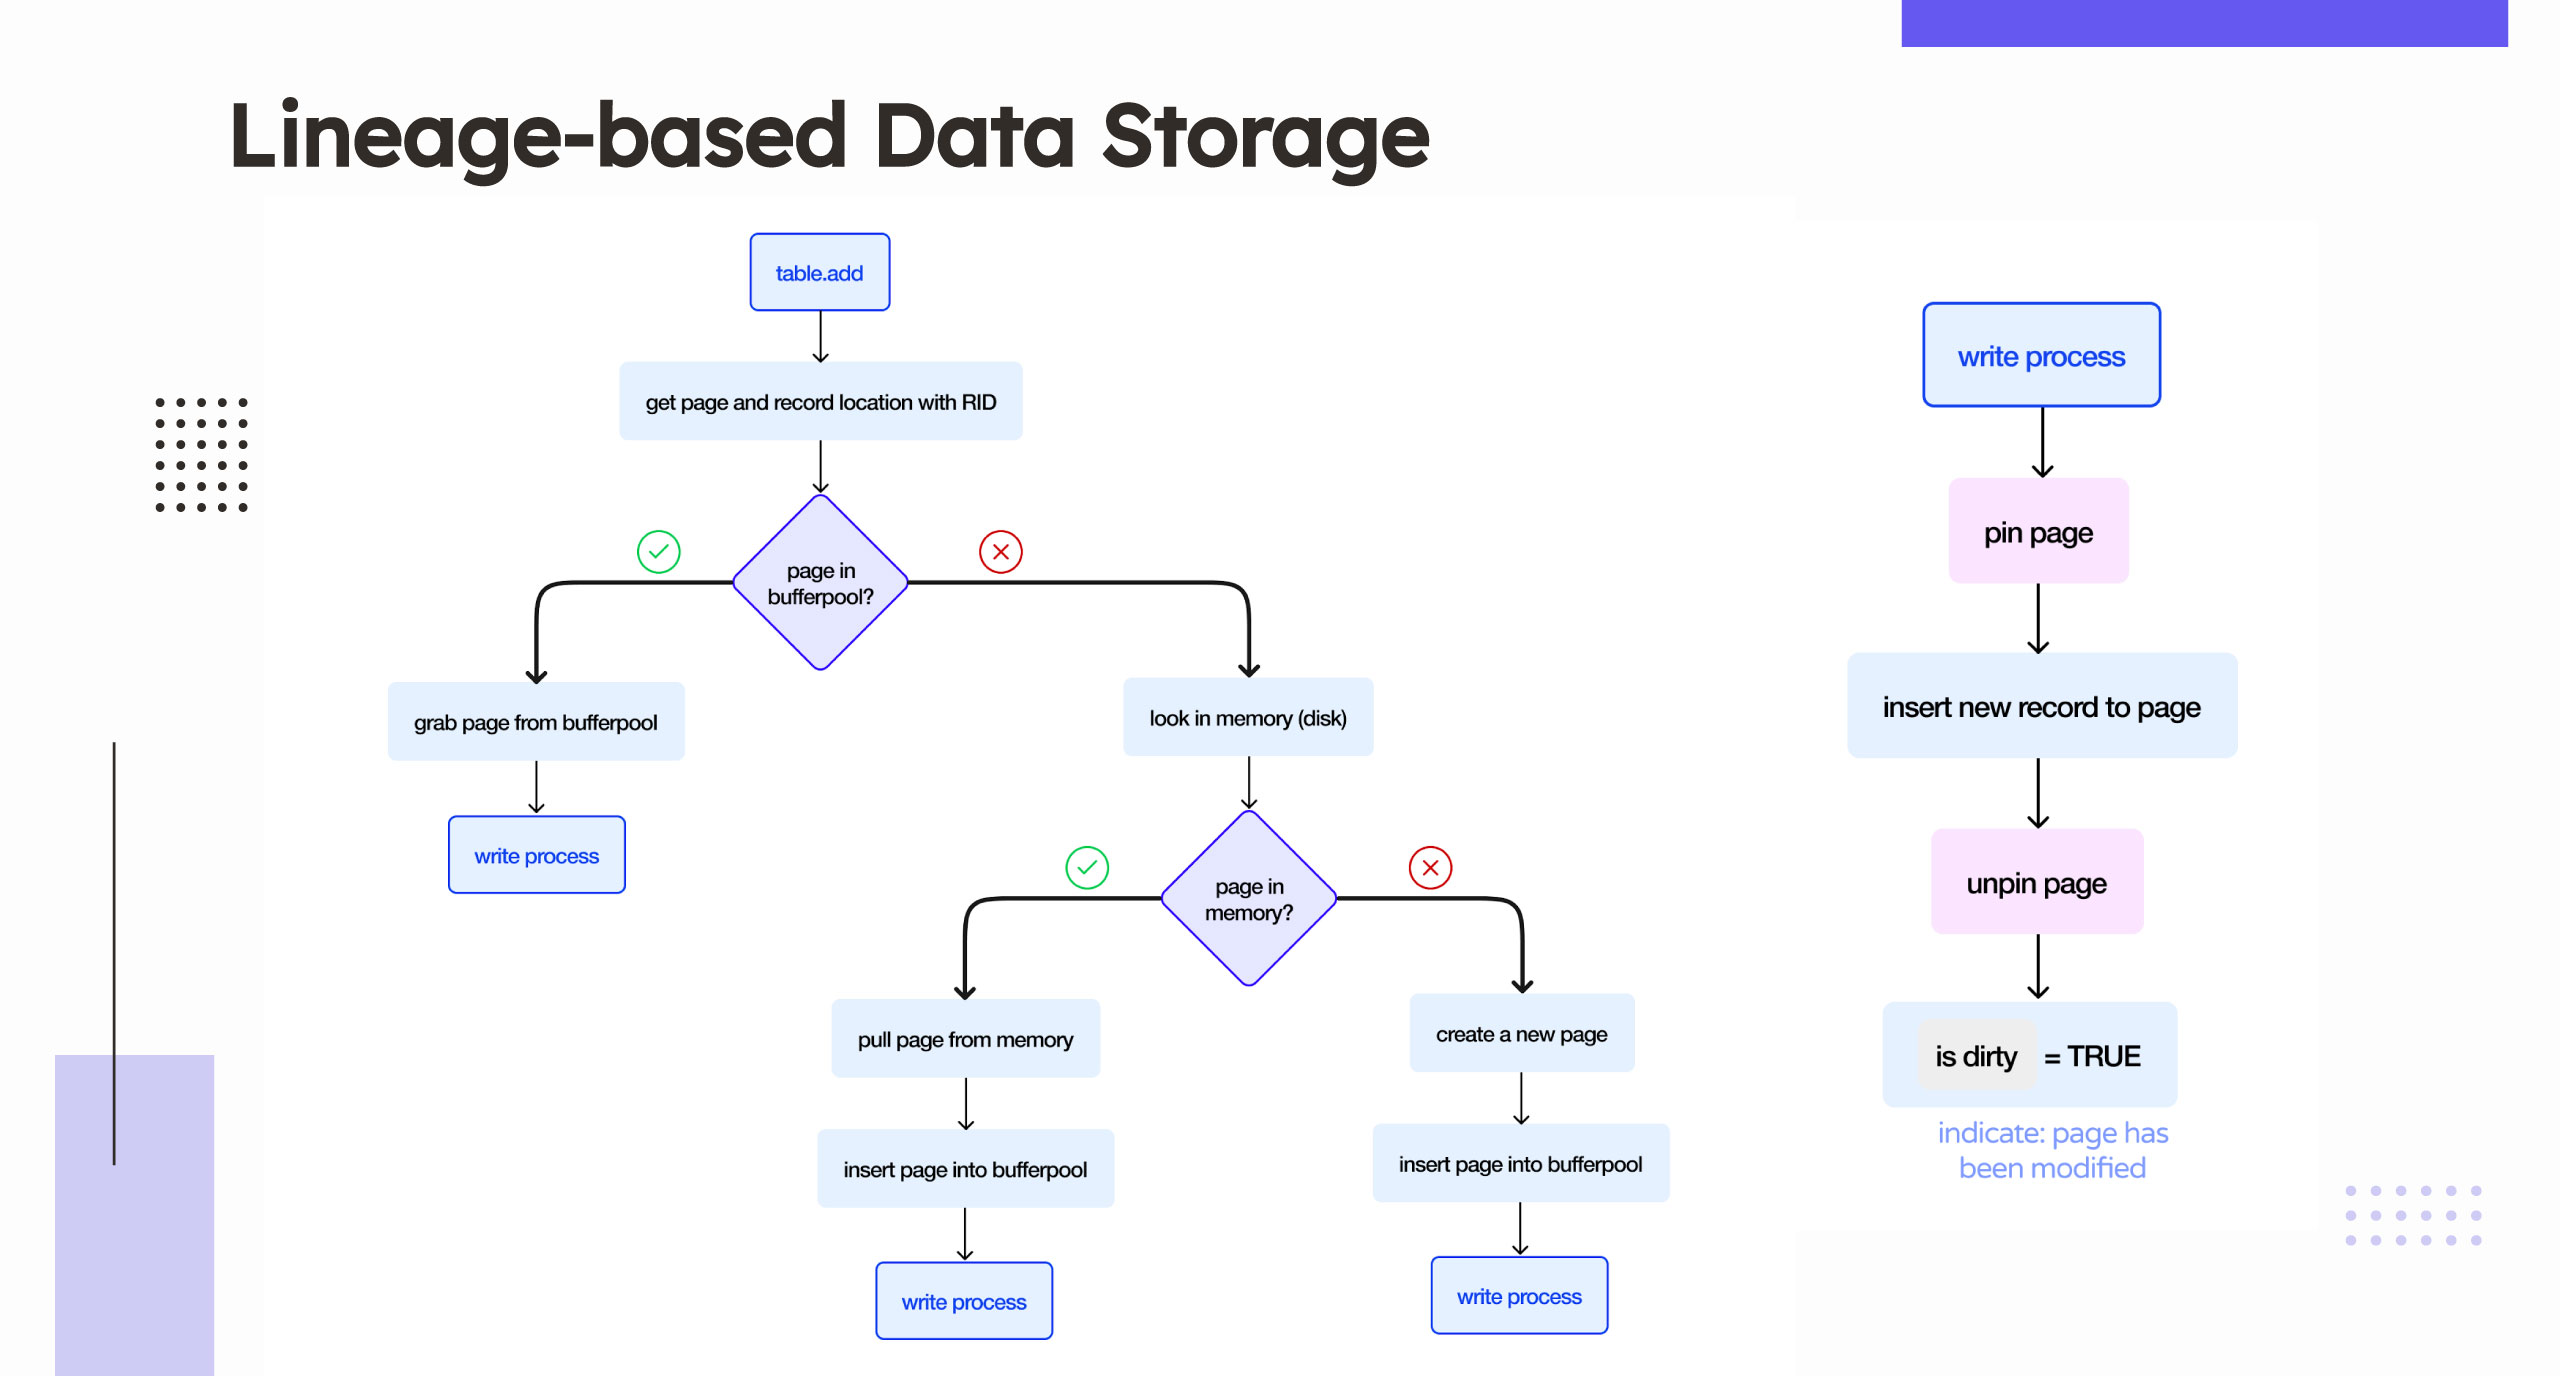 Lineage-based Data Storage
table.add
get page and record location with RID
page in
bufferpool?
grab page from bufferpool
write process
look in memory (disk)
page in
memory?
pull page from memory
insert page into bufferpool
write process
create a new page
insert page into bufferpool
write process
write process
pin page
insert new record to page
unpin page
is dirty = TRUE
indicate: page has
been modified